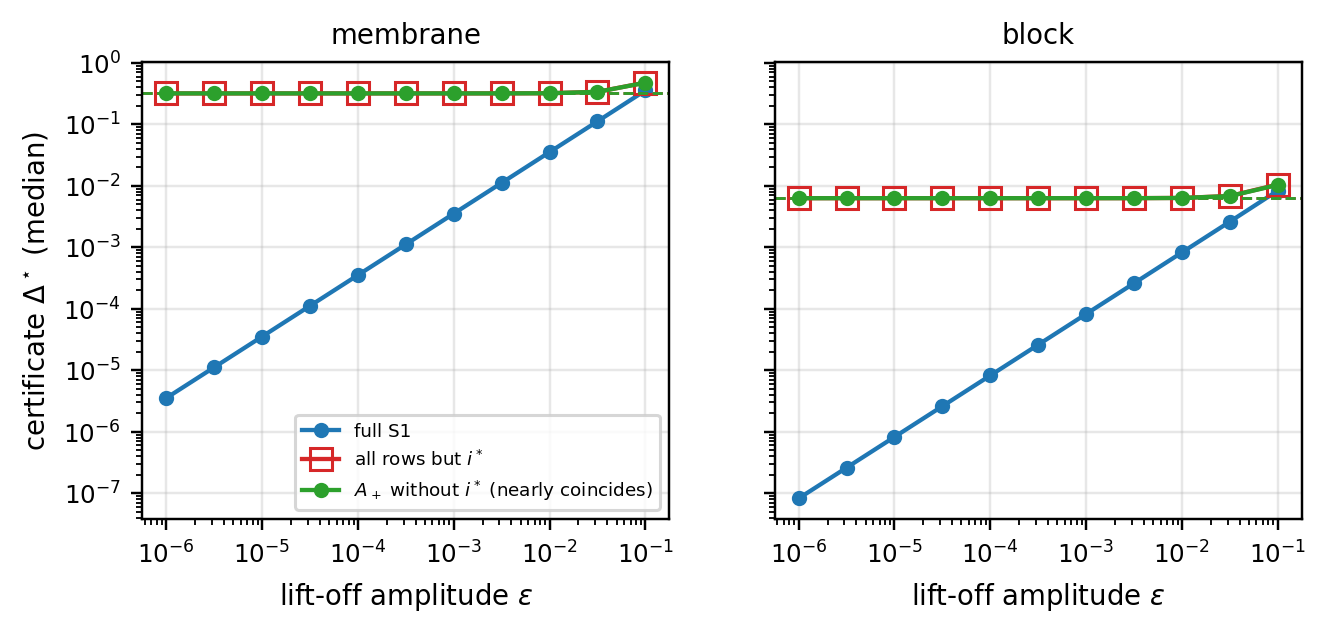 membrane
block
certificate Δ⋆ (median)
10⁰
10⁻¹
10⁻²
10⁻³
10⁻⁴
10⁻⁵
10⁻⁶
10⁻⁷
full S1
all rows but i*
A₊ without i* (nearly coincides)
10⁻⁶ 10⁻⁵ 10⁻⁴ 10⁻³ 10⁻² 10⁻¹
10⁻⁶ 10⁻⁵ 10⁻⁴ 10⁻³ 10⁻² 10⁻¹
lift-off amplitude ε
lift-off amplitude ε